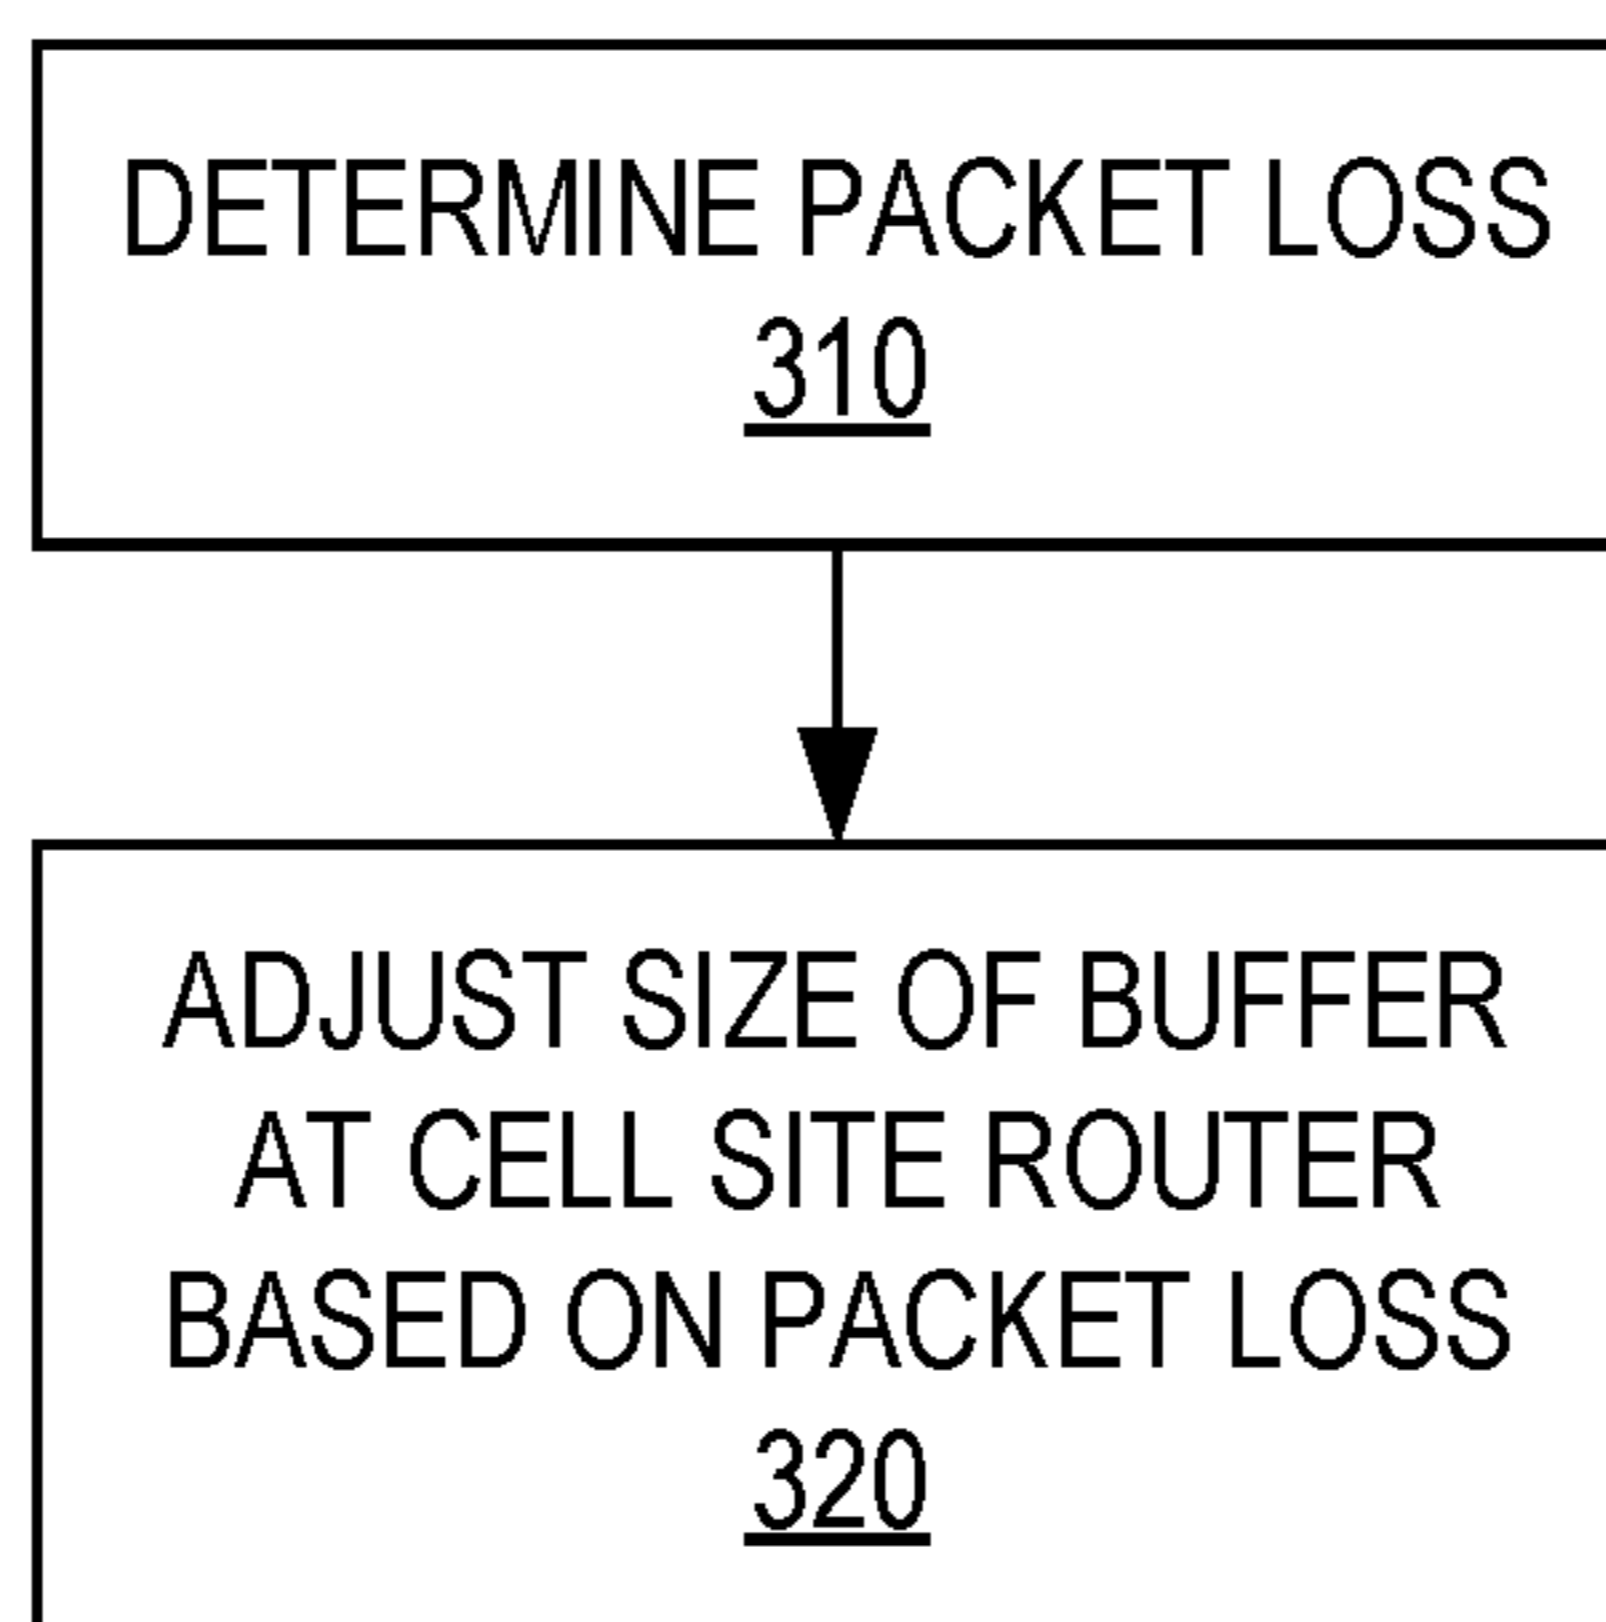 DETERMINE PACKET LOSS
310
ADJUST SIZE OF BUFFER
AT CELL SITE ROUTER
BASED ON PACKET LOSS
320